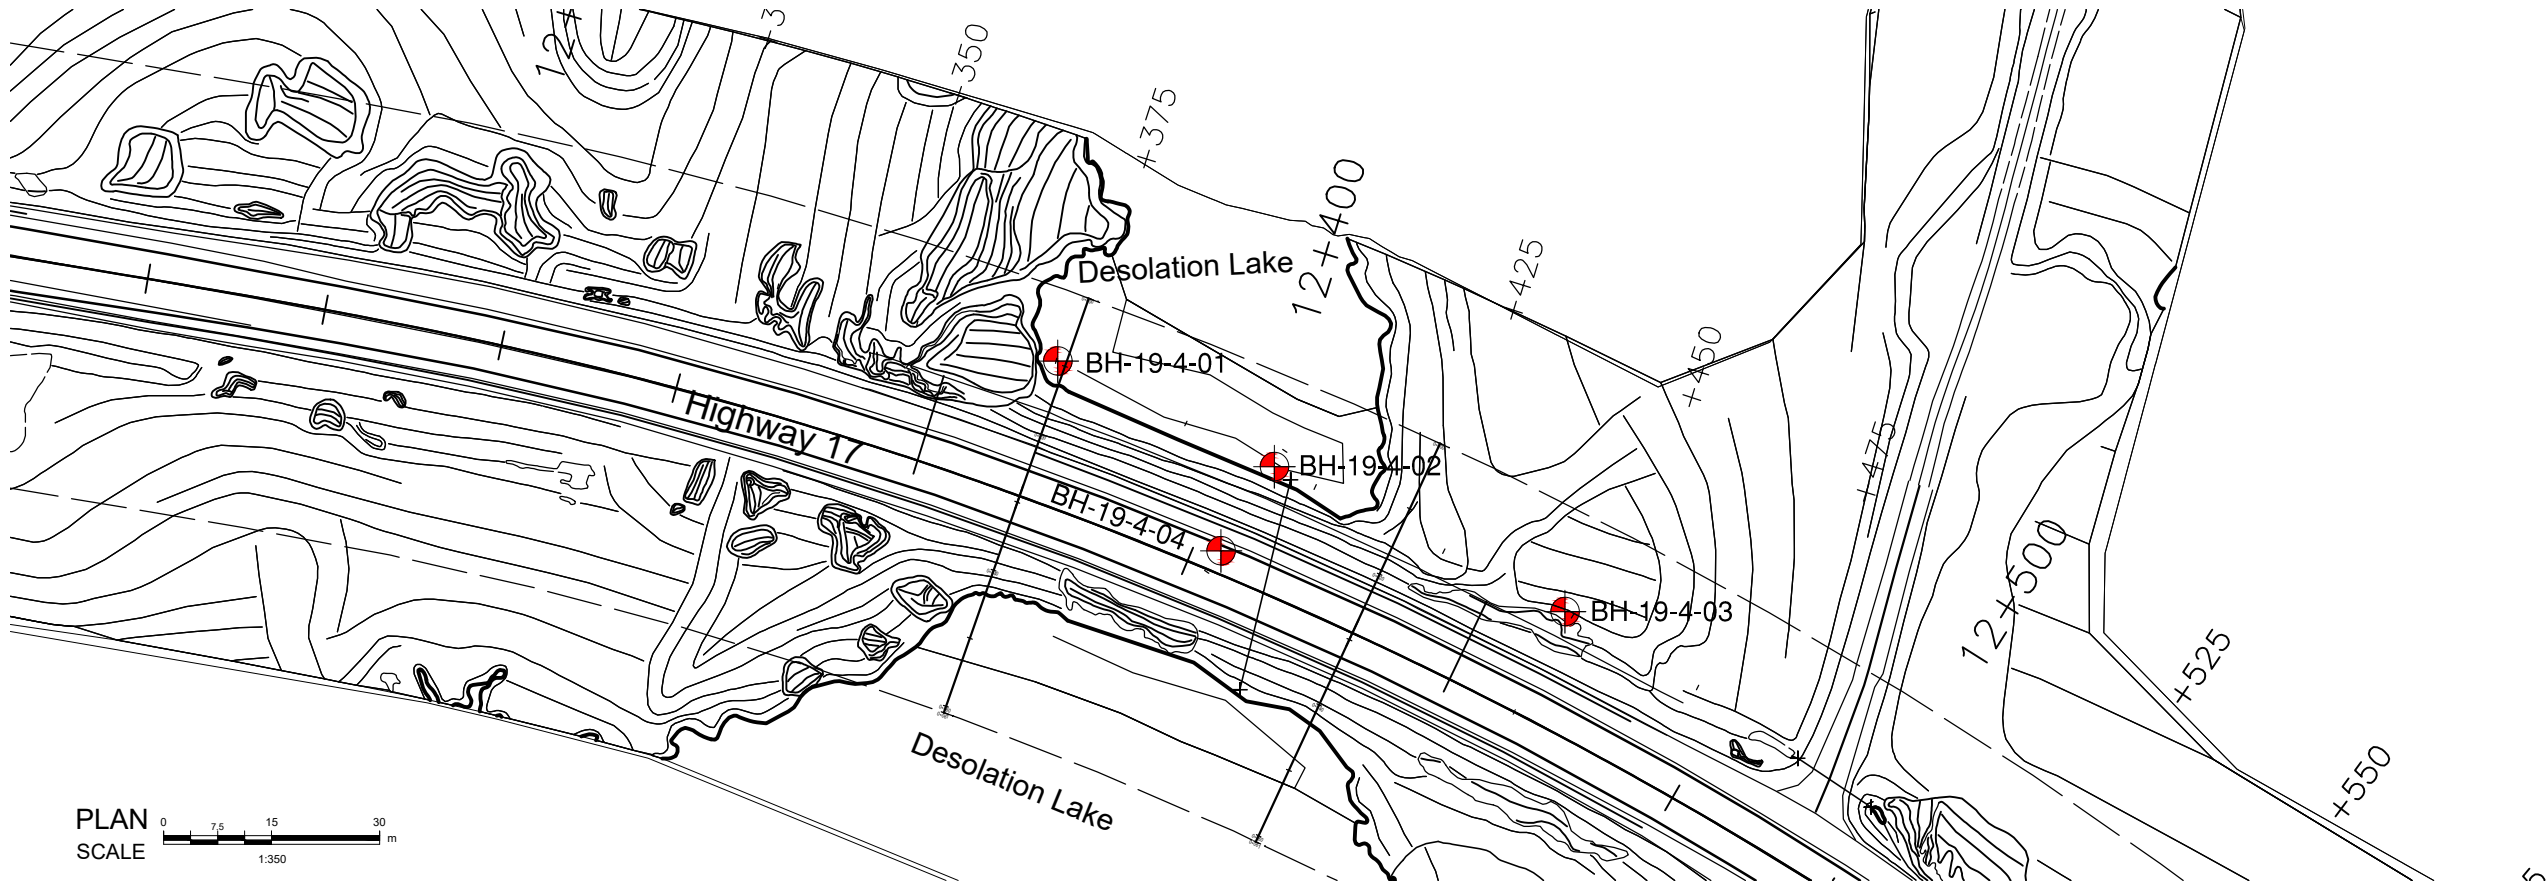 350
+375
12+400
+425
+450
+475
12+500
+525
+550
Desolation Lake
BH-19-4-01
Highway 17
BH-19-4-02
BH-19-4-04
BH-19-4-03
Desolation Lake
PLAN
SCALE
0 7.5 15 30 m
1:350